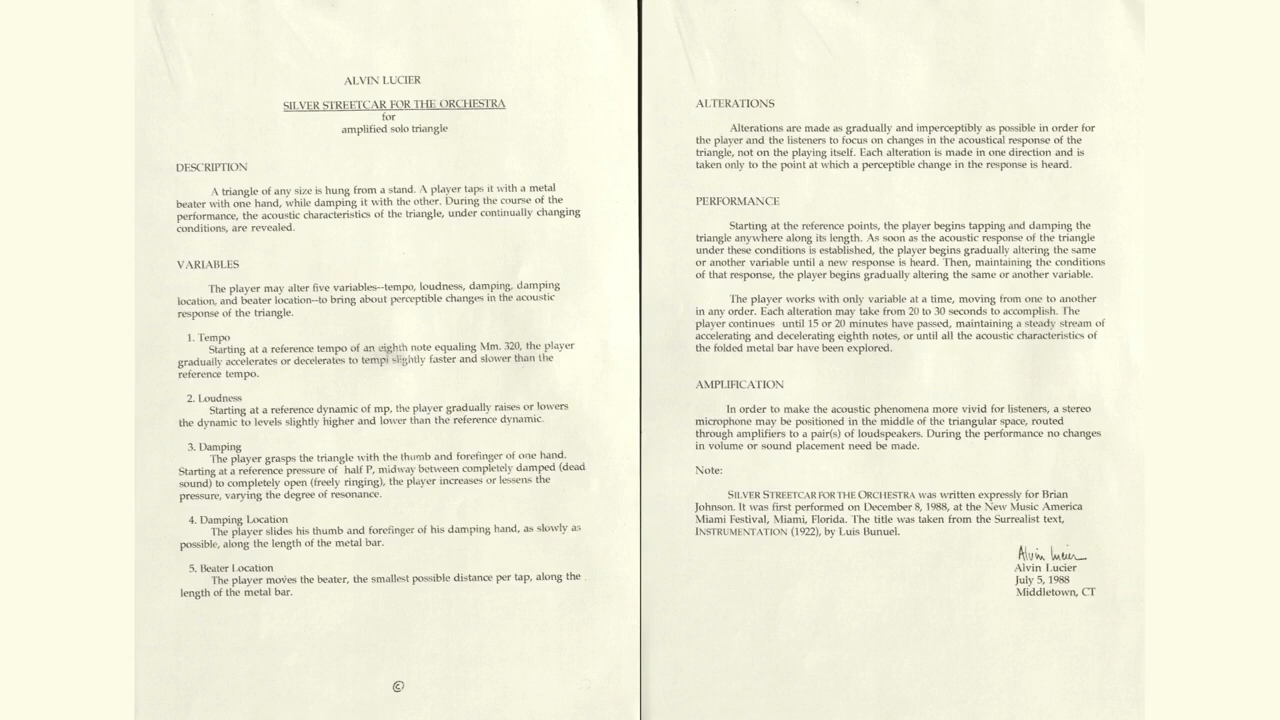 ALVIN LUCIER
SILVER STREETCAR FOR THE ORCHESTRA
for
amplified solo triangle
DESCRIPTION
A triangle of any size is hung from a stand. A player taps it with a metal
beater with one hand, while damping it with the other. During the course of the
performance, the acoustic characteristics of the triangle, under continually changing
conditions, are revealed.
VARIABLES
The player may alter five variables--tempo, loudness, damping, damping
location, and beater location--to bring about perceptible changes in the acoustic
response of the triangle.
1. Tempo
Starting at a reference tempo of an eighth note equaling Mm. 320, the player
gradually accelerates or decelerates to tempi slightly faster and slower than the
reference tempo.
2. Loudness
Starting at a reference dynamic of mp, the player gradually raises or lowers
the dynamic to levels slightly higher and lower than the reference dynamic.
3. Damping
The player grasps the triangle with the thumb and forefinger of one hand.
Starting at a reference pressure of half P, midway between completely damped (dead
sound) to completely open (freely ringing), the player increases or lessens the
pressure, varying the degree of resonance.
4. Damping Location
The player slides his thumb and forefinger of his damping hand, as slowly as
possible, along the length of the metal bar.
5. Beater Location
The player moves the beater, the smallest possible distance per tap, along the
length of the metal bar.
©
ALTERATIONS
Alterations are made as gradually and imperceptibly as possible in order for
the player and the listeners to focus on changes in the acoustical response of the
triangle, not on the playing itself. Each alteration is made in one direction and is
taken only to the point at which a perceptible change in the response is heard.
PERFORMANCE
Starting at the reference points, the player begins tapping and damping the
triangle anywhere along its length. As soon as the acoustic response of the triangle
under these conditions is established, the player begins gradually altering the same
or another variable until a new response is heard. Then, maintaining the conditions
of that response, the player begins gradually altering the same or another variable.
The player works with only variable at a time, moving from one to another
in any order. Each alteration may take from 20 to 30 seconds to accomplish. The
player continues until 15 or 20 minutes have passed, maintaining a steady stream of
accelerating and decelerating eighth notes, or until all the acoustic characteristics of
the folded metal bar have been explored.
AMPLIFICATION
In order to make the acoustic phenomena more vivid for listeners, a stereo
microphone may be positioned in the middle of the triangular space, routed
through amplifiers to a pair(s) of loudspeakers. During the performance no changes
in volume or sound placement need be made.
Note:
SILVER STREETCAR FOR THE ORCHESTRA was written expressly for Brian
Johnson. It was first performed on December 8, 1988, at the New Music America
Miami Festival, Miami, Florida. The title was taken from the Surrealist text,
INSTRUMENTATION (1922), by Luis Bunuel.
Alvin Lucier
Alvin Lucier
July 5, 1988
Middletown, CT